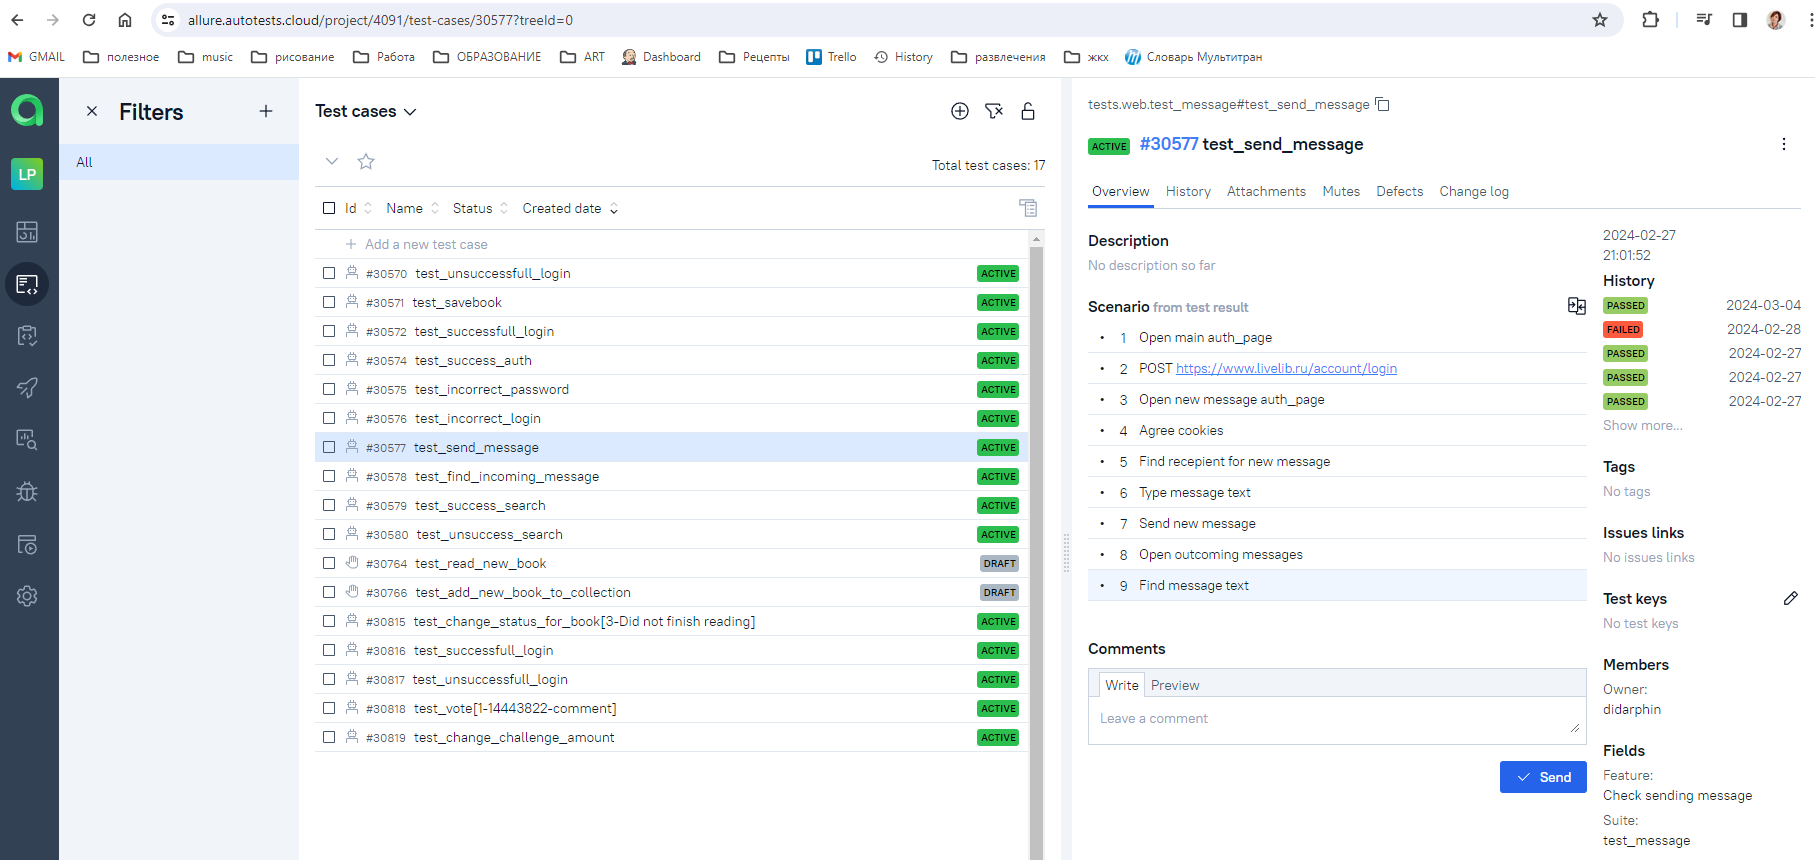 allure.autotests.cloud/project/4091/test-cases/30577?treeId=0
GMAIL полезное music рисование Работа ОБРАЗОВАНИЕ ART Dashboard Рецепты Trello History развлечения жкх Словарь Мультитран
LP
Filters
All
Test cases
Total test cases: 17
Id Name Status Created date
Add a new test case
#30570 test_unsuccessfull_login ACTIVE
#30571 test_savebook ACTIVE
#30572 test_successfull_login ACTIVE
#30574 test_success_auth ACTIVE
#30575 test_incorrect_password ACTIVE
#30576 test_incorrect_login ACTIVE
#30577 test_send_message ACTIVE
#30578 test_find_incoming_message ACTIVE
#30579 test_success_search ACTIVE
#30580 test_unsuccess_search ACTIVE
#30764 test_read_new_book DRAFT
#30766 test_add_new_book_to_collection DRAFT
#30815 test_change_status_for_book[3-Did not finish reading] ACTIVE
#30816 test_successfull_login ACTIVE
#30817 test_unsuccessfull_login ACTIVE
#30818 test_vote[1-14443822-comment] ACTIVE
#30819 test_change_challenge_amount ACTIVE
tests.web.test_message#test_send_message
ACTIVE #30577 test_send_message
Overview History Attachments Mutes Defects Change log
Description
No description so far
Scenario from test result
1 Open main auth_page
2 POST https://www.livelib.ru/account/login
3 Open new message auth_page
4 Agree cookies
5 Find recepient for new message
6 Type message text
7 Send new message
8 Open outcoming messages
9 Find message text
Comments
Write Preview
Leave a comment
Send
2024-02-27
21:01:52
History
PASSED 2024-03-04
FAILED 2024-02-28
PASSED 2024-02-27
PASSED 2024-02-27
PASSED 2024-02-27
Show more...
Tags
No tags
Issues links
No issues links
Test keys
No test keys
Members
Owner:
didarphin
Fields
Feature:
Check sending message
Suite:
test_message